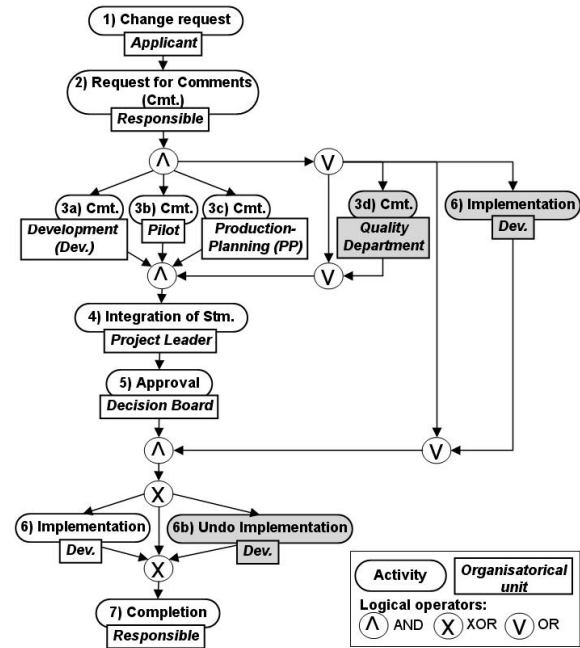 1) Change request
Applicant
2) Request for Comments
(Cmt.)
Responsible
Λ
V
3a) Cmt.
3b) Cmt.
3c) Cmt.
3d) Cmt.
6) Implementation
Development
(Dev.)
Pilot
Production-
Planning (PP)
Quality
Department
Dev.
Λ
V
4) Integration of Stm.
Project Leader
5) Approval
Decision Board
Λ
V
X
6) Implementation
6b) Undo Implementation
Dev.
Dev.
X
7) Completion
Responsible
Activity
Organisatorical
unit
Logical operators:
Λ AND X XOR V OR